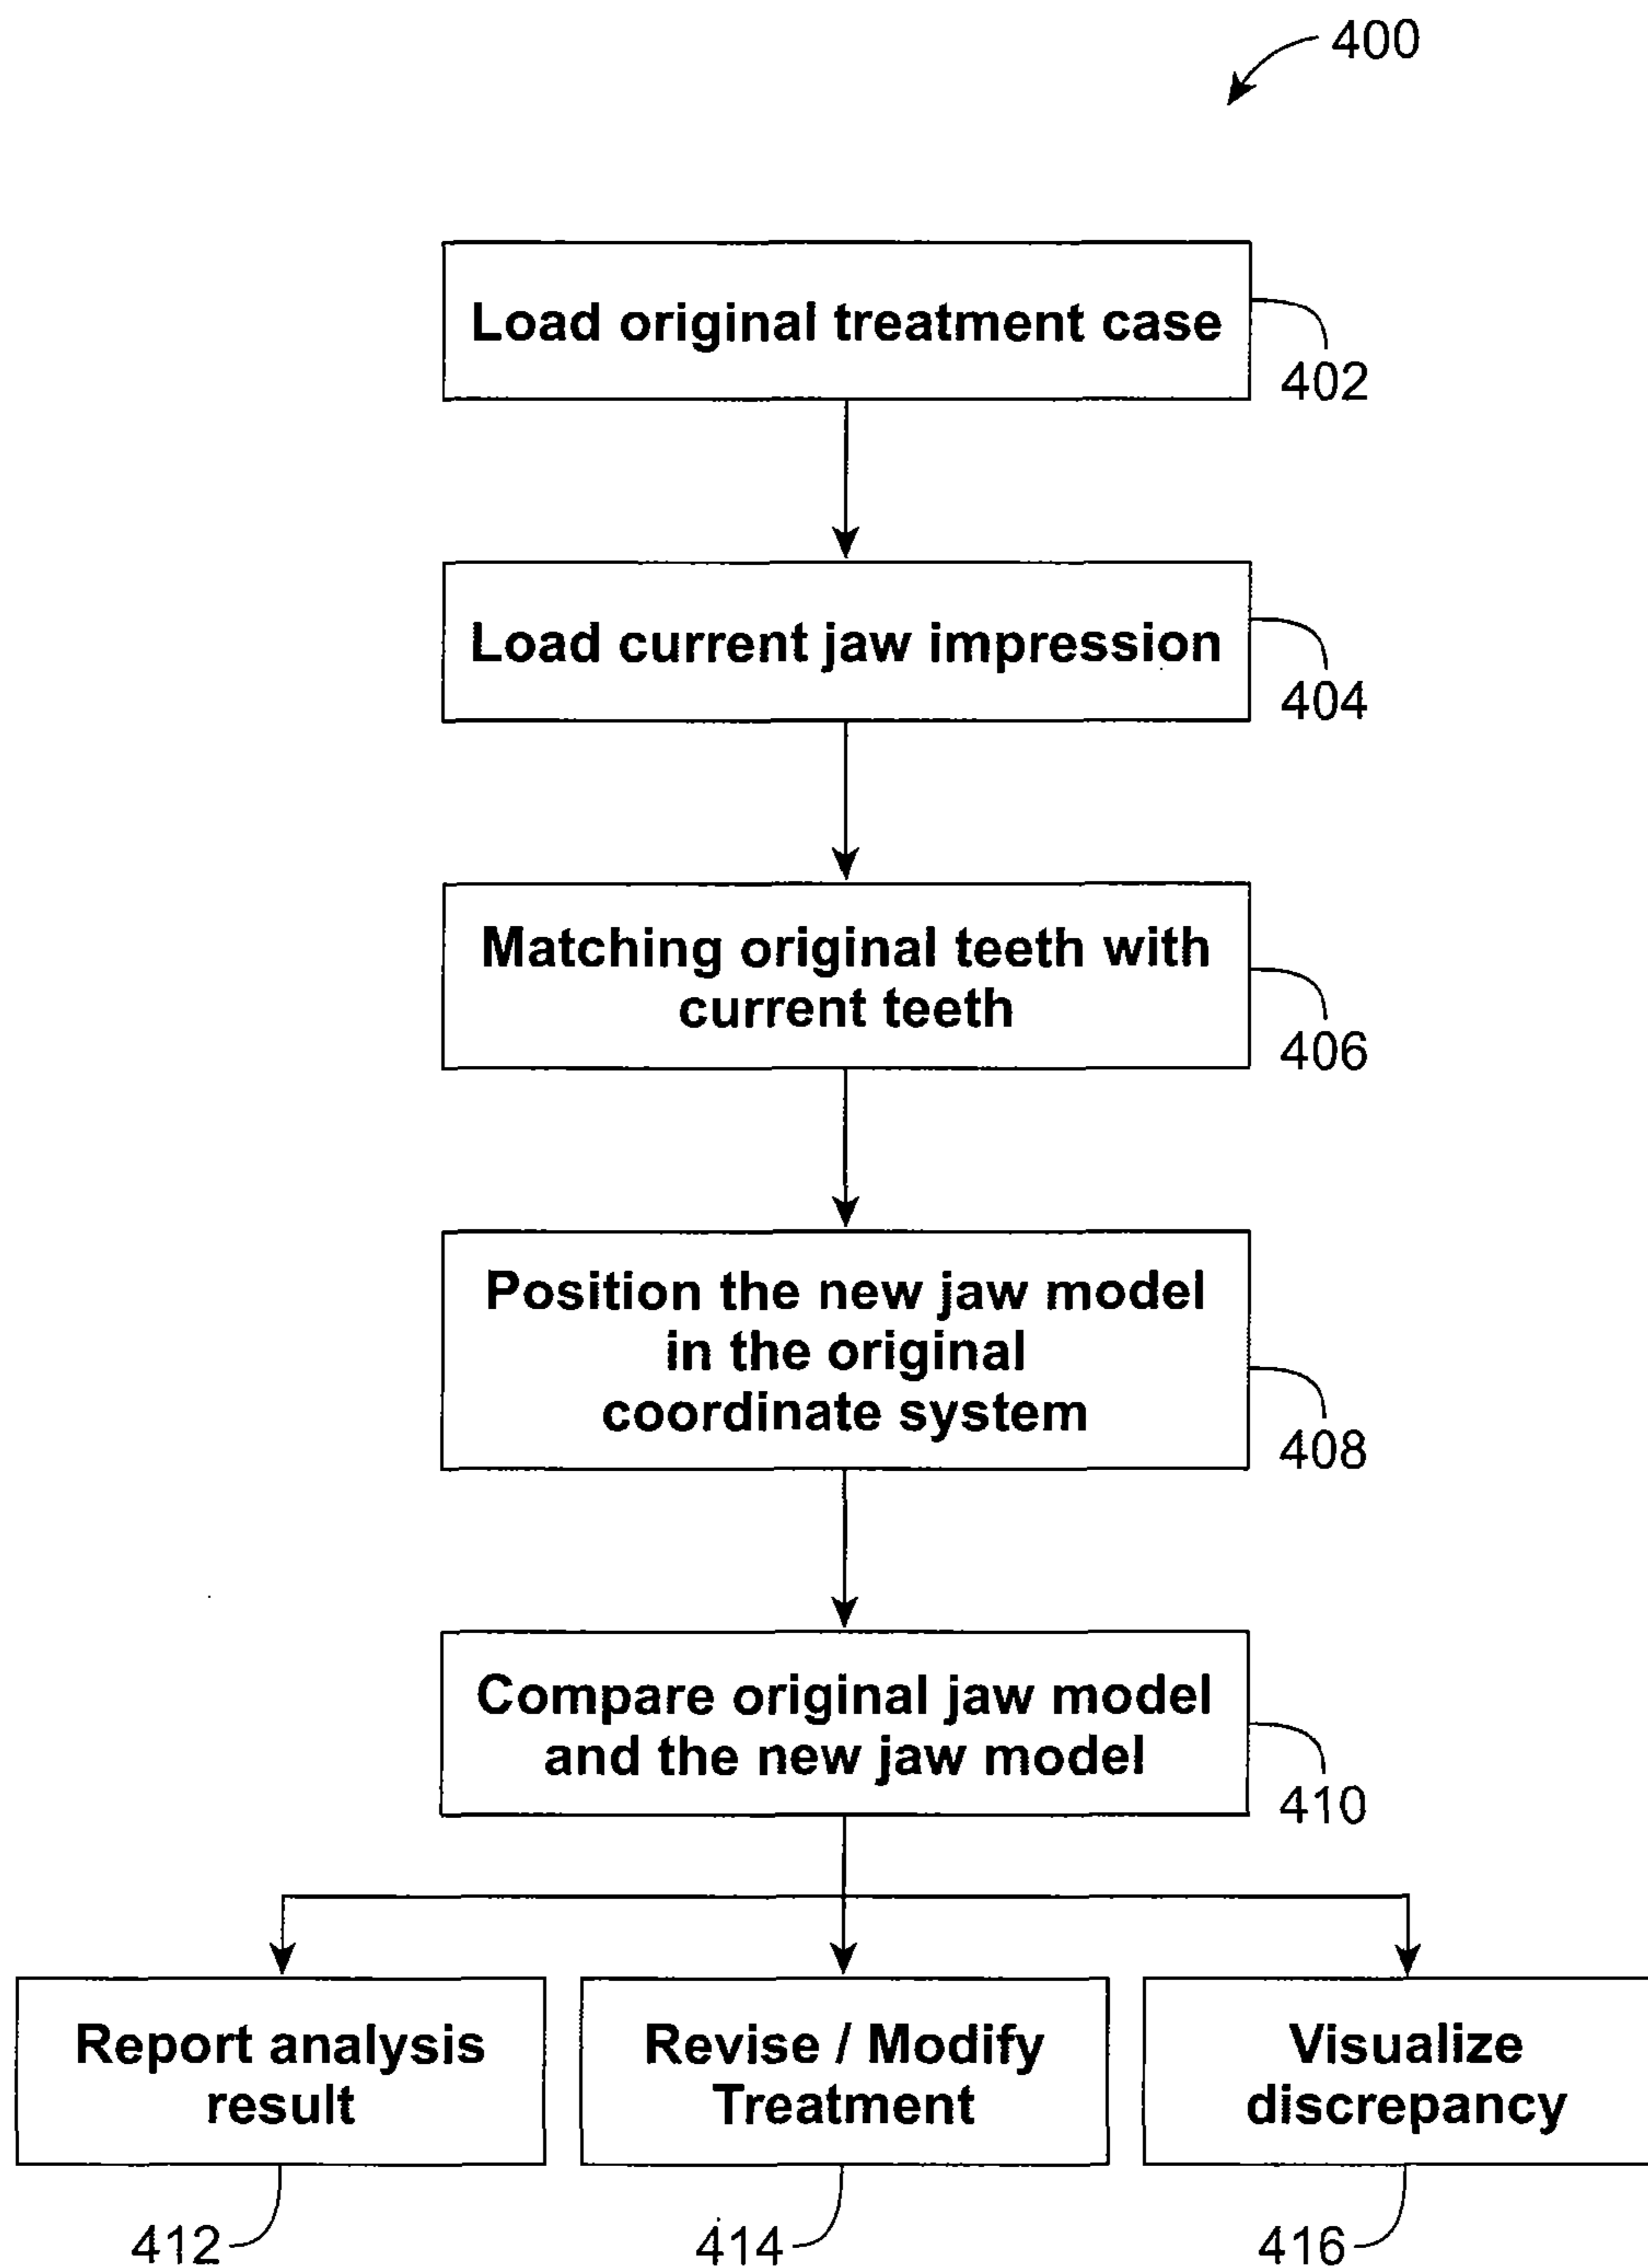 400
Load original treatment case
402
Load current jaw impression
404
Matching original teeth with
current teeth
406
Position the new jaw model
in the original
coordinate system
408
Compare original jaw model
and the new jaw model
410
Report analysis
result
412
Revise / Modify
Treatment
414
Visualize
discrepancy
416